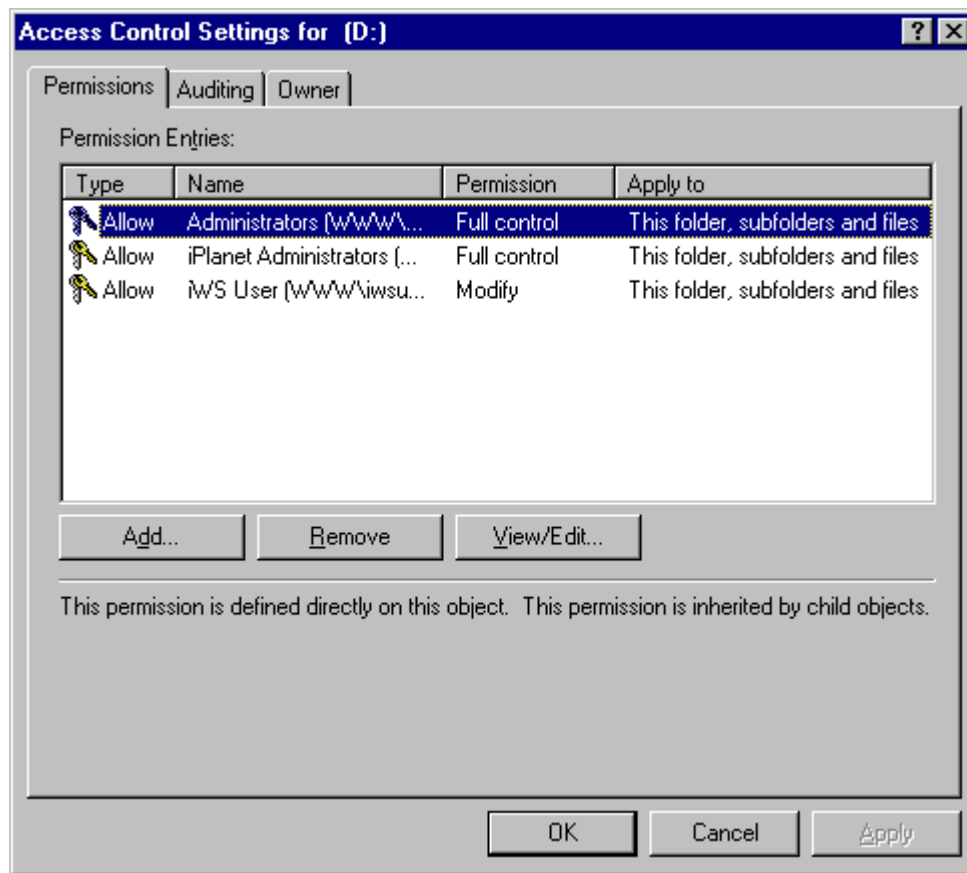 Access Control Settings for (D:)
Permissions Auditing Owner
Permission Entries:
Type Name Permission Apply to
Allow Administrators (WWW\... Full control This folder, subfolders and files
Allow iPlanet Administrators (... Full control This folder, subfolders and files
Allow iWS User (WWW\iwsu... Modify This folder, subfolders and files
Add... Remove View/Edit...
This permission is defined directly on this object. This permission is inherited by child objects.
OK Cancel Apply